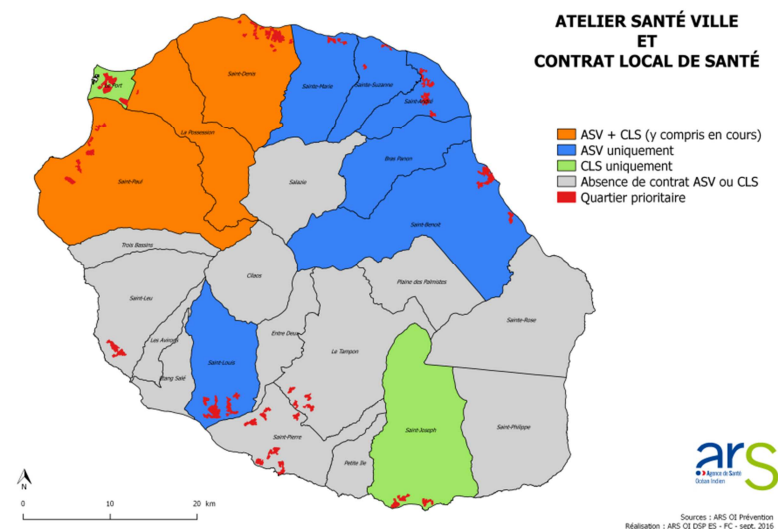 ATELIER SANTÉ VILLE
ET
CONTRAT LOCAL DE SANTÉ
ASV + CLS (y compris en cours)
ASV uniquement
CLS uniquement
Absence de contrat ASV ou CLS
Quartier prioritaire
Saint-Denis
Sainte-Marie
Sainte-Suzanne
Saint-André
Port
La Possession
Bras Panon
Saint-Paul
Salazie
Saint-Benoit
Trois Bassins
Cilaos
Plaine des Palmistes
Saint-Leu
Sainte-Rose
Entre Deux
Les Avirons
Le Tampon
Saint-Louis
Etang Salé
Saint-Joseph
Saint-Philippe
Saint-Pierre
Petite Ile
N
0 10 20 km
ars
Agence de Santé
Océan Indien
Sources : ARS OI Prévention
Réalisation : ARS OI DSP ES - FC - sept. 2016